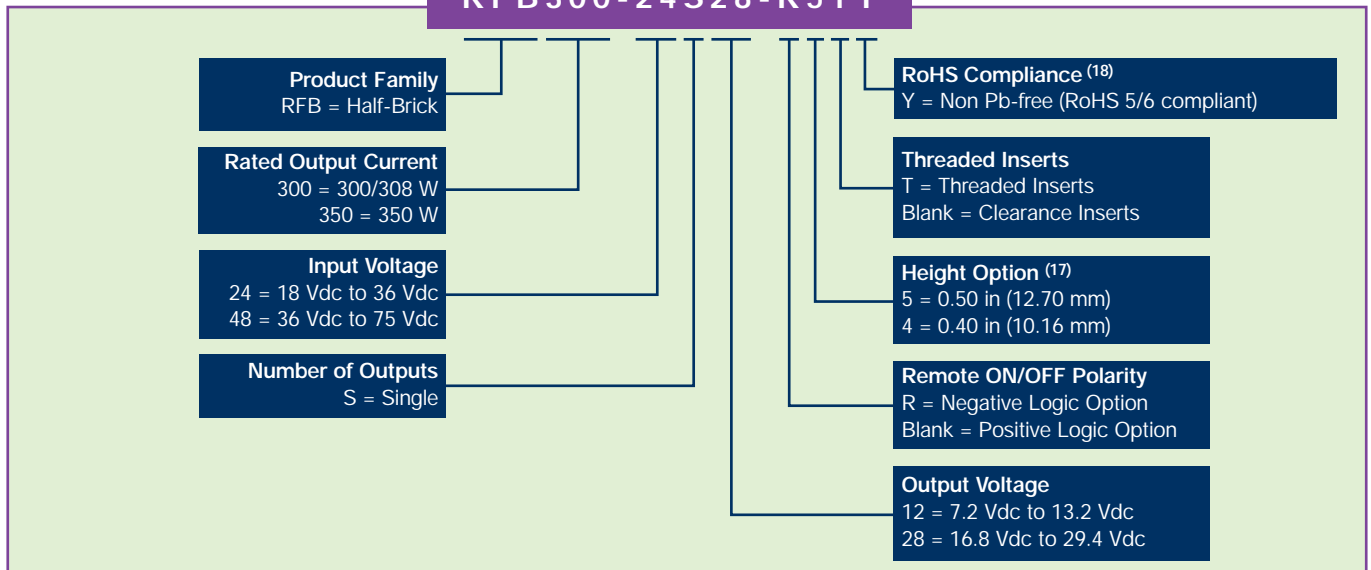 RFB300-24S28-R5TY
Product Family
RFB = Half-Brick
Rated Output Current
300 = 300/308 W
350 = 350 W
Input Voltage
24 = 18 Vdc to 36 Vdc
48 = 36 Vdc to 75 Vdc
Number of Outputs
S = Single
RoHS Compliance (18)
Y = Non Pb-free (RoHS 5/6 compliant)
Threaded Inserts
T = Threaded Inserts
Blank = Clearance Inserts
Height Option (17)
5 = 0.50 in (12.70 mm)
4 = 0.40 in (10.16 mm)
Remote ON/OFF Polarity
R = Negative Logic Option
Blank = Positive Logic Option
Output Voltage
12 = 7.2 Vdc to 13.2 Vdc
28 = 16.8 Vdc to 29.4 Vdc